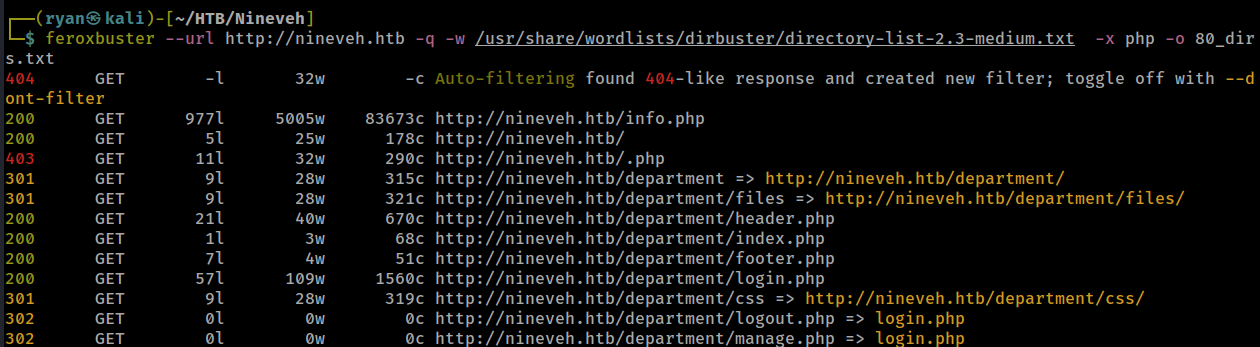 ┌──(ryan㉿kali)-[~/HTB/Nineveh]
└─$ feroxbuster --url http://nineveh.htb -q -w /usr/share/wordlists/dirbuster/directory-list-2.3-medium.txt  -x php -o 80_dir
s.txt
404      GET        -l       32w        -c Auto-filtering found 404-like response and created new filter; toggle off with --d
ont-filter
200      GET      977l     5005w    83673c http://nineveh.htb/info.php
200      GET        5l       25w      178c http://nineveh.htb/
403      GET       11l       32w      290c http://nineveh.htb/.php
301      GET        9l       28w      315c http://nineveh.htb/department => http://nineveh.htb/department/
301      GET        9l       28w      321c http://nineveh.htb/department/files => http://nineveh.htb/department/files/
200      GET       21l       40w      670c http://nineveh.htb/department/header.php
200      GET        1l        3w       68c http://nineveh.htb/department/index.php
200      GET        7l        4w       51c http://nineveh.htb/department/footer.php
200      GET       57l      109w     1560c http://nineveh.htb/department/login.php
301      GET        9l       28w      319c http://nineveh.htb/department/css => http://nineveh.htb/department/css/
302      GET        0l        0w        0c http://nineveh.htb/department/logout.php => login.php
302      GET        0l        0w        0c http://nineveh.htb/department/manage.php => login.php